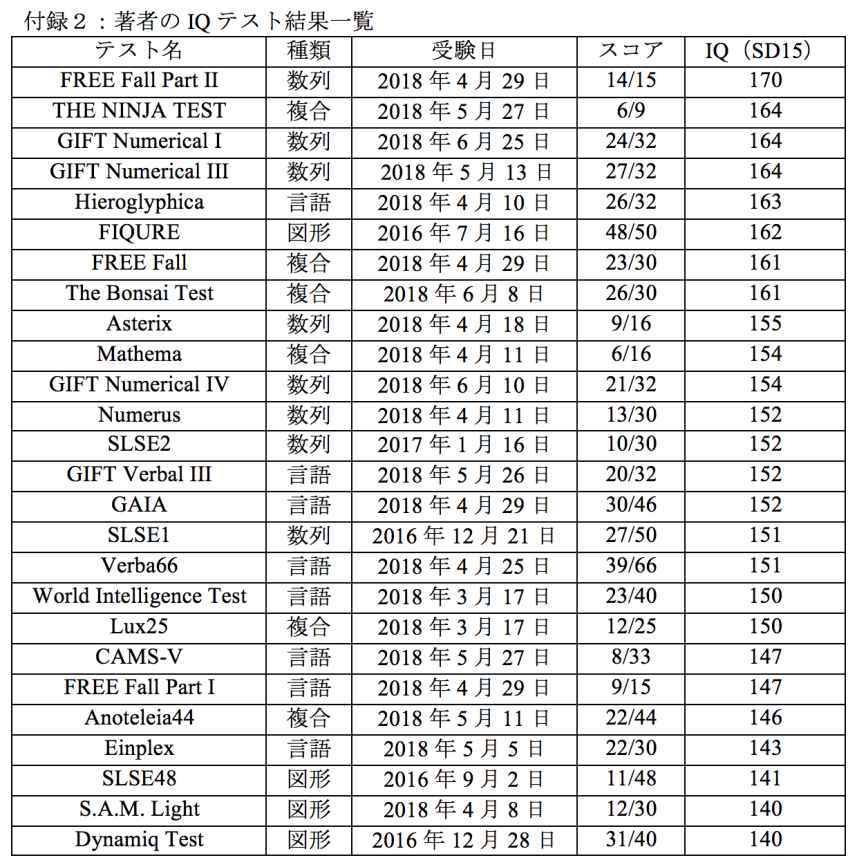 付録２：著者の IQ テスト結果一覧
テスト名 種類 受験日 スコア IQ（SD15）
FREE Fall Part II 数列 2018 年 4 月 29 日 14/15 170
THE NINJA TEST 複合 2018 年 5 月 27 日 6/9 164
GIFT Numerical I 数列 2018 年 6 月 25 日 24/32 164
GIFT Numerical III 数列 2018 年 5 月 13 日 27/32 164
Hieroglyphica 言語 2018 年 4 月 10 日 26/32 163
FIQURE 図形 2016 年 7 月 16 日 48/50 162
FREE Fall 複合 2018 年 4 月 29 日 23/30 161
The Bonsai Test 複合 2018 年 6 月 8 日 26/30 161
Asterix 数列 2018 年 4 月 18 日 9/16 155
Mathema 複合 2018 年 4 月 11 日 6/16 154
GIFT Numerical IV 数列 2018 年 6 月 10 日 21/32 154
Numerus 数列 2018 年 4 月 11 日 13/30 152
SLSE2 数列 2017 年 1 月 16 日 10/30 152
GIFT Verbal III 言語 2018 年 5 月 26 日 20/32 152
GAIA 言語 2018 年 4 月 29 日 30/46 152
SLSE1 数列 2016 年 12 月 21 日 27/50 151
Verba66 言語 2018 年 4 月 25 日 39/66 151
World Intelligence Test 言語 2018 年 3 月 17 日 23/40 150
Lux25 複合 2018 年 3 月 17 日 12/25 150
CAMS-V 言語 2018 年 5 月 27 日 8/33 147
FREE Fall Part I 言語 2018 年 4 月 29 日 9/15 147
Anoteleia44 複合 2018 年 5 月 11 日 22/44 146
Einplex 言語 2018 年 5 月 5 日 22/30 143
SLSE48 図形 2016 年 9 月 2 日 11/48 141
S.A.M. Light 図形 2018 年 4 月 8 日 12/30 140
Dynamiq Test 図形 2016 年 12 月 28 日 31/40 140